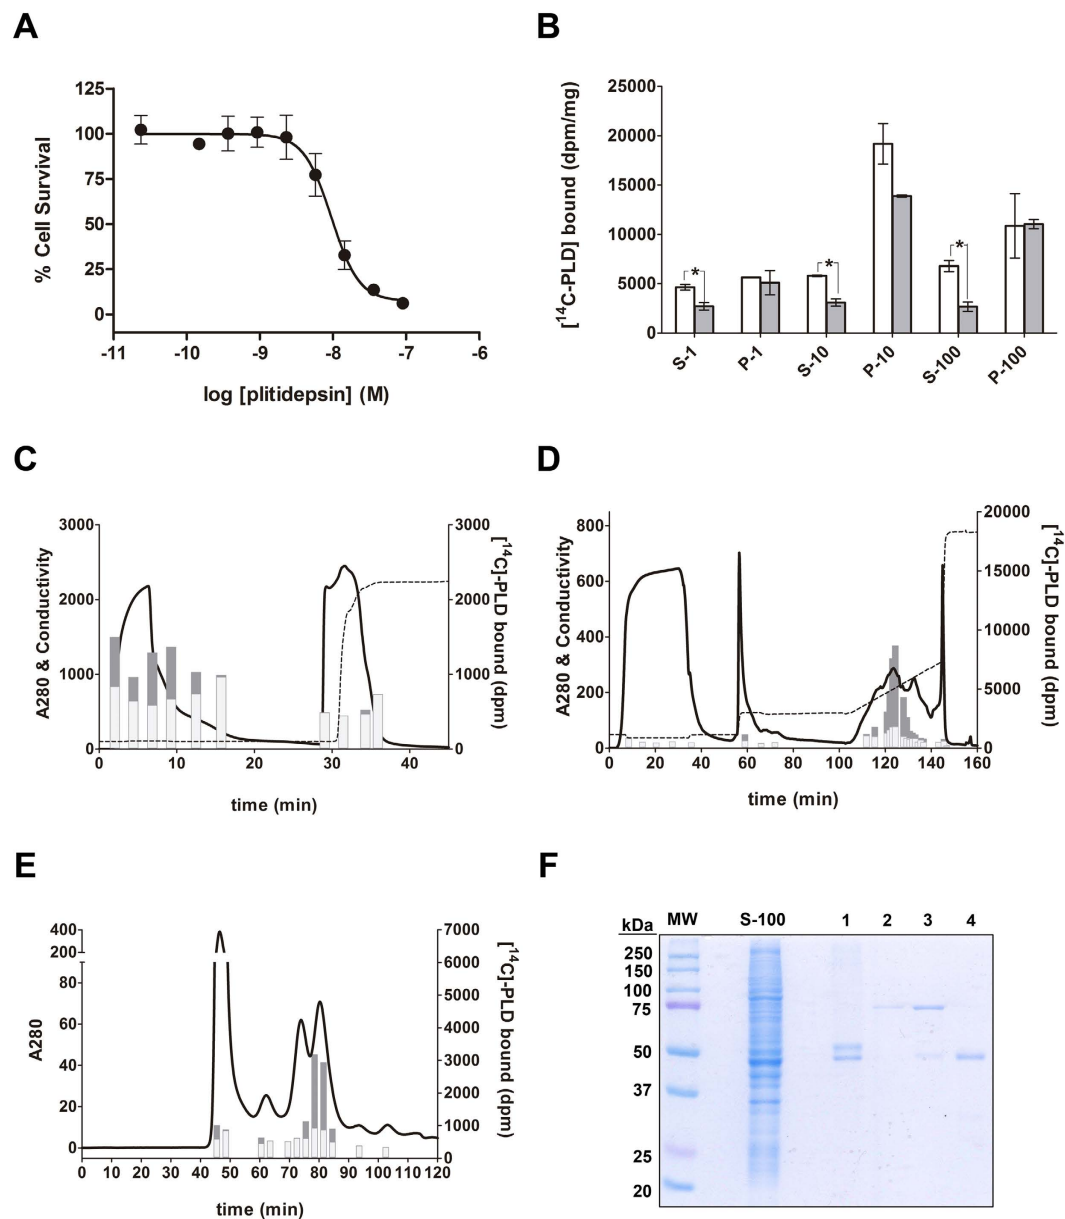 A
125
100
75
50
25
0
% Cell Survival
-11 -10 -9 -8 -7 -6
log [plitidepsin] (M)
B
25000
20000
15000
10000
5000
0
[14C-PLD] bound (dpm/mg)
* * *
S-1 P-1 S-10 P-10 S-100 P-100
C
3000
2000
1000
0
A280 & Conductivity
3000
2000
1000
0
[14C]-PLD bound (dpm)
0 10 20 30 40
time (min)
D
800
600
400
200
0
A280 & Conductivity
20000
15000
10000
5000
0
[14C]-PLD bound (dpm)
0 20 40 60 80 100 120 140 160
time (min)
E
400
200
80
60
40
20
0
A280
7000
6000
5000
4000
3000
2000
1000
0
[14C]-PLD bound (dpm)
0 10 20 30 40 50 60 70 80 90 100 110 120
time (min)
F
kDa MW S-100 1 2 3 4
250
150
100
75
50
37
25
20